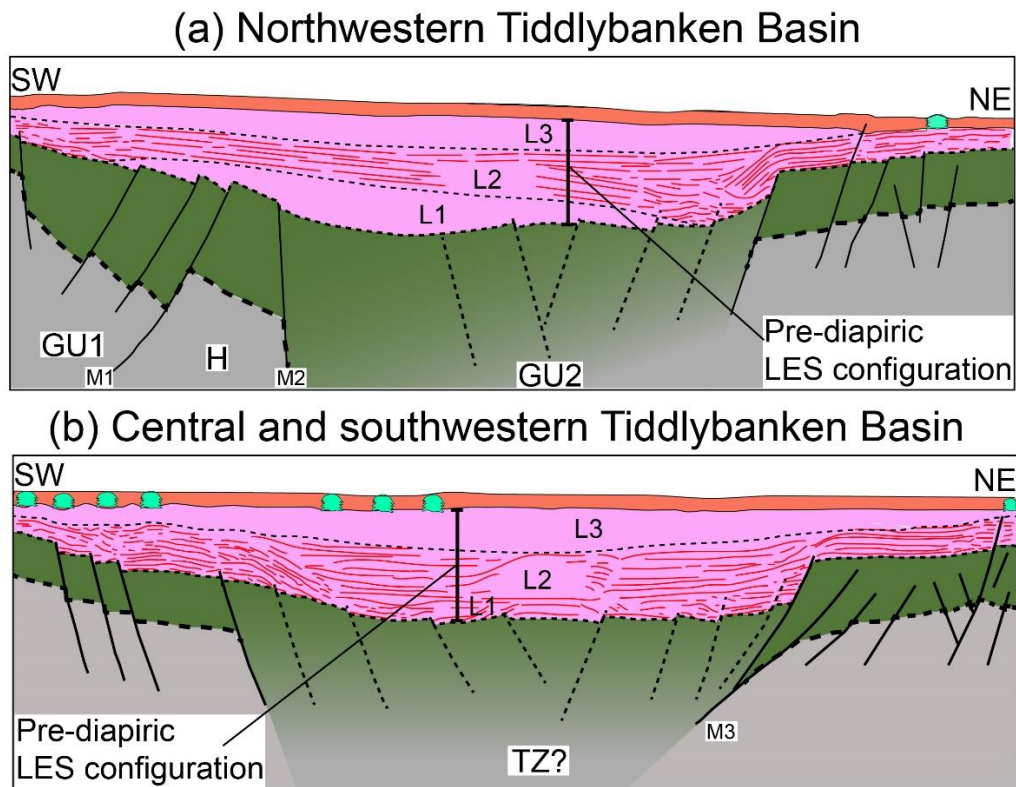 (a) Northwestern Tiddlybanken Basin
SW
NE
L3
L2
L1
Pre-diapiric
LES configuration
GU1
H
M1
M2
GU2
(b) Central and southwestern Tiddlybanken Basin
SW
NE
L3
L2
L1
Pre-diapiric
LES configuration
M3
TZ?